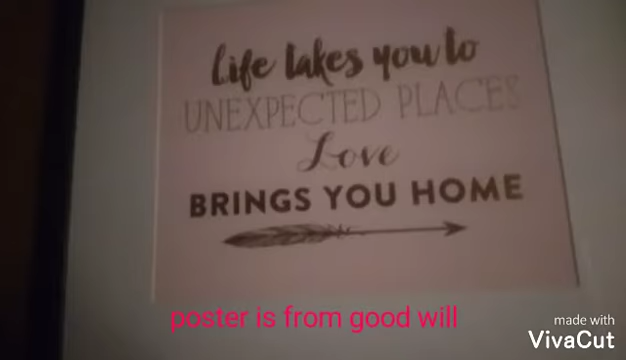 life takes you to
UNEXPECTED PLACES
Love
BRINGS YOU HOME
poster is from good will
made with
VivaCut